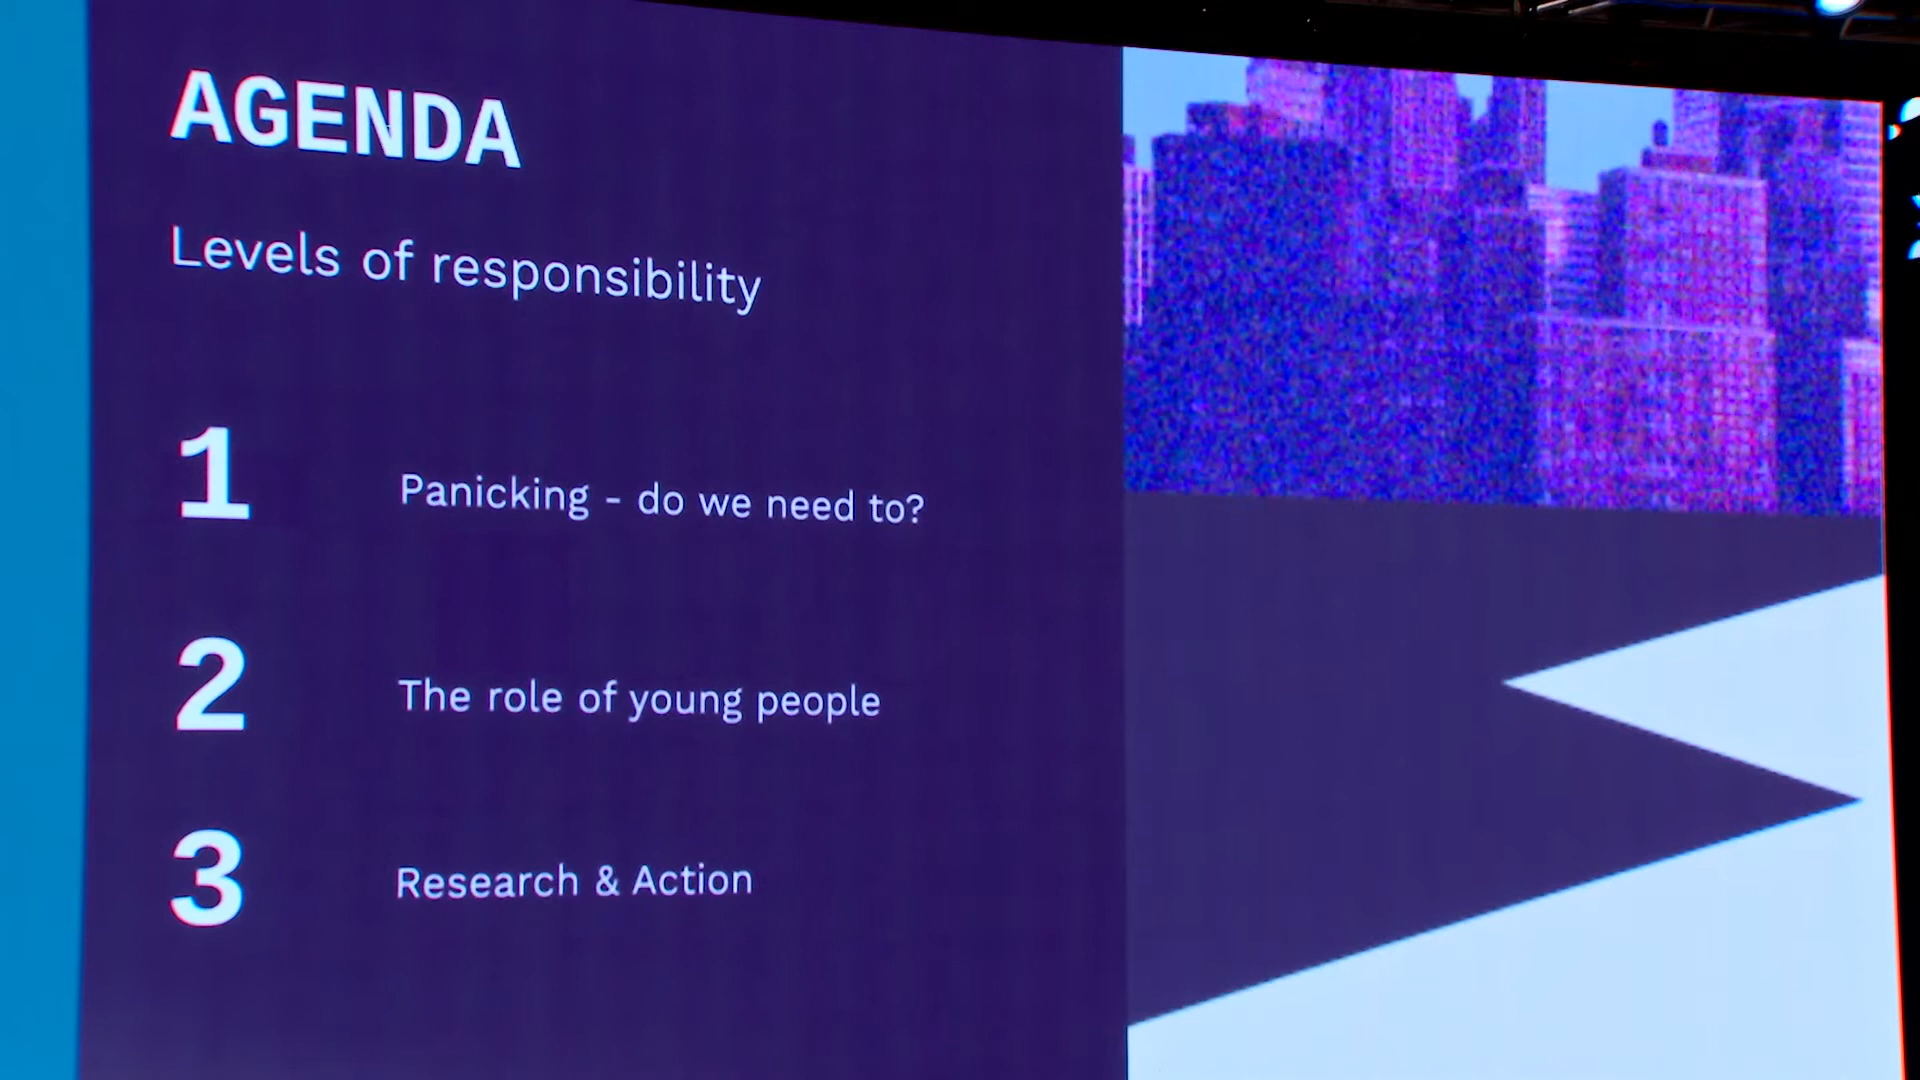 AGENDA
Levels of responsibility
1 Panicking - do we need to?
2 The role of young people
3 Research & Action